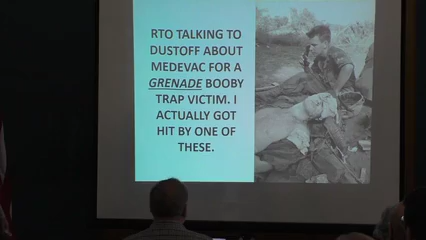 RTO TALKING TO
DUSTOFF ABOUT
MEDEVAC FOR A
GRENADE BOOBY
TRAP VICTIM. I
ACTUALLY GOT
HIT BY ONE OF
THESE.